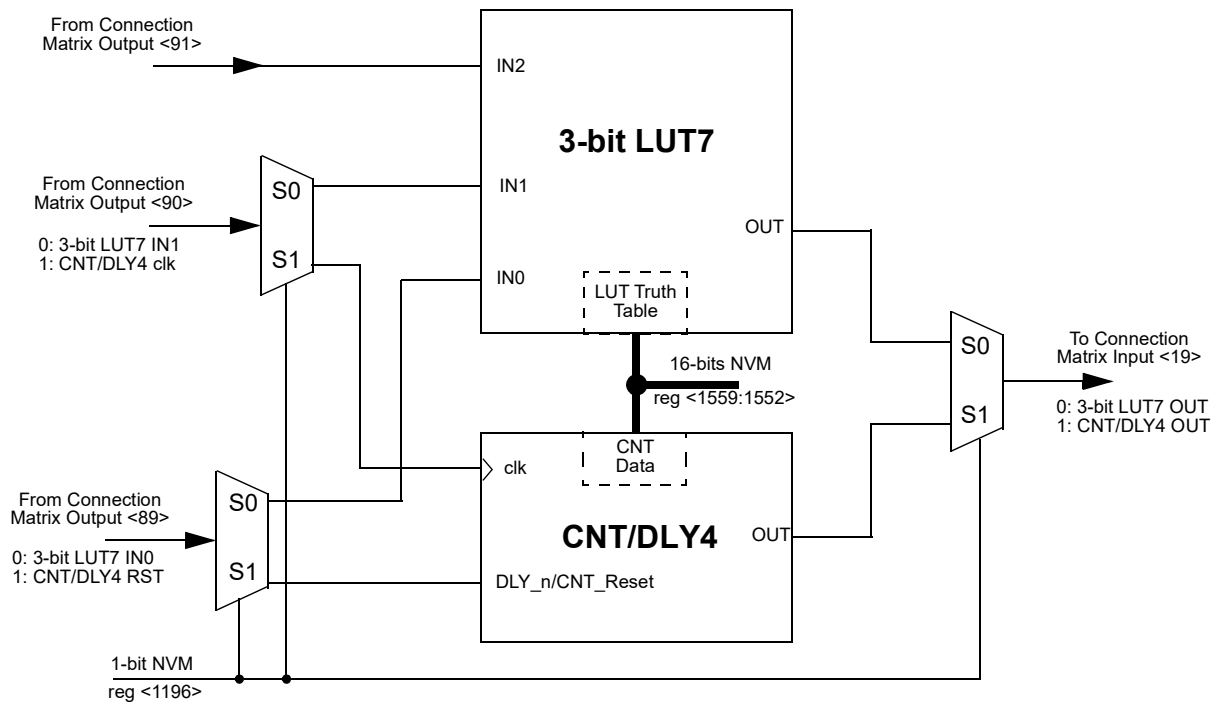 From Connection
Matrix Output <91>
IN2
3-bit LUT7
From Connection
Matrix Output <90>
0: 3-bit LUT7 IN1
1: CNT/DLY4 clk
S0
S1
IN1
IN0
OUT
LUT Truth
Table
16-bits NVM
reg <1559:1552>
S0
S1
To Connection
Matrix Input <19>
0: 3-bit LUT7 OUT
1: CNT/DLY4 OUT
CNT
Data
clk
CNT/DLY4
OUT
DLY_n/CNT_Reset
From Connection
Matrix Output <89>
0: 3-bit LUT7 IN0
1: CNT/DLY4 RST
S0
S1
1-bit NVM
reg <1196>